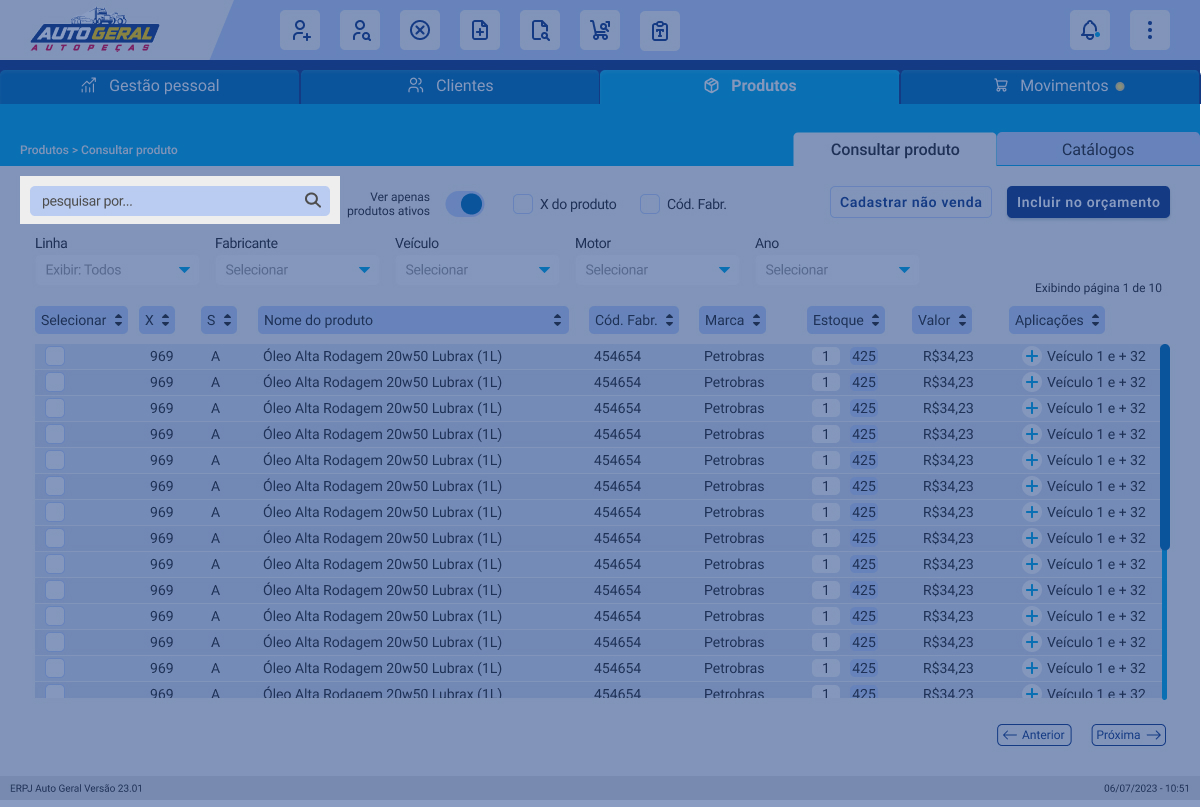 AUTO GERAL
AUTOPEÇAS
Gestão pessoal
Clientes
Produtos
Movimentos
Produtos > Consultar produto
Consultar produto
Catálogos
pesquisar por...
Ver apenas
produtos ativos
X do produto
Cód. Fabr.
Cadastrar não venda
Incluir no orçamento
Linha Fabricante Veículo Motor Ano
Exibir: Todos Selecionar Selecionar Selecionar Selecionar
Exibindo página 1 de 10
Selecionar X S Nome do produto Cód. Fabr. Marca Estoque Valor Aplicações
969 A Óleo Alta Rodagem 20w50 Lubrax (1L) 454654 Petrobras 1 425 R$34,23 + Veículo 1 e + 32
969 A Óleo Alta Rodagem 20w50 Lubrax (1L) 454654 Petrobras 1 425 R$34,23 + Veículo 1 e + 32
969 A Óleo Alta Rodagem 20w50 Lubrax (1L) 454654 Petrobras 1 425 R$34,23 + Veículo 1 e + 32
969 A Óleo Alta Rodagem 20w50 Lubrax (1L) 454654 Petrobras 1 425 R$34,23 + Veículo 1 e + 32
969 A Óleo Alta Rodagem 20w50 Lubrax (1L) 454654 Petrobras 1 425 R$34,23 + Veículo 1 e + 32
969 A Óleo Alta Rodagem 20w50 Lubrax (1L) 454654 Petrobras 1 425 R$34,23 + Veículo 1 e + 32
969 A Óleo Alta Rodagem 20w50 Lubrax (1L) 454654 Petrobras 1 425 R$34,23 + Veículo 1 e + 32
969 A Óleo Alta Rodagem 20w50 Lubrax (1L) 454654 Petrobras 1 425 R$34,23 + Veículo 1 e + 32
969 A Óleo Alta Rodagem 20w50 Lubrax (1L) 454654 Petrobras 1 425 R$34,23 + Veículo 1 e + 32
969 A Óleo Alta Rodagem 20w50 Lubrax (1L) 454654 Petrobras 1 425 R$34,23 + Veículo 1 e + 32
969 A Óleo Alta Rodagem 20w50 Lubrax (1L) 454654 Petrobras 1 425 R$34,23 + Veículo 1 e + 32
969 A Óleo Alta Rodagem 20w50 Lubrax (1L) 454654 Petrobras 1 425 R$34,23 + Veículo 1 e + 32
969 A Óleo Alta Rodagem 20w50 Lubrax (1L) 454654 Petrobras 1 425 R$34,23 + Veículo 1 e + 32
969 A Óleo Alta Rodagem 20w50 Lubrax (1L) 454654 Petrobras 1 425 R$34,23 + Veículo 1 e + 32
Anterior
Próxima
ERPJ Auto Geral Versão 23.01
06/07/2023 - 10:51